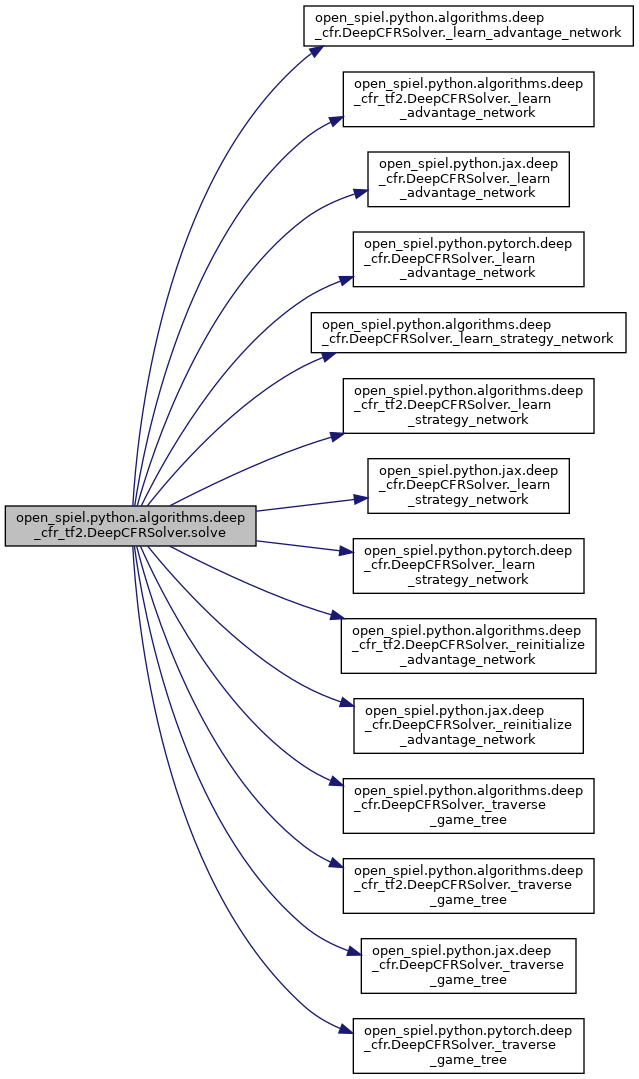 open_spiel.python.algorithms.deep
_cfr.DeepCFRSolver._learn_advantage_network
open_spiel.python.algorithms.deep
_cfr_tf2.DeepCFRSolver._learn
_advantage_network
open_spiel.python.jax.deep
_cfr.DeepCFRSolver._learn
_advantage_network
open_spiel.python.pytorch.deep
_cfr.DeepCFRSolver._learn
_advantage_network
open_spiel.python.algorithms.deep
_cfr.DeepCFRSolver._learn_strategy_network
open_spiel.python.algorithms.deep
_cfr_tf2.DeepCFRSolver._learn
_strategy_network
open_spiel.python.jax.deep
_cfr.DeepCFRSolver._learn
_strategy_network
open_spiel.python.algorithms.deep
_cfr_tf2.DeepCFRSolver.solve
open_spiel.python.pytorch.deep
_cfr.DeepCFRSolver._learn
_strategy_network
open_spiel.python.algorithms.deep
_cfr_tf2.DeepCFRSolver._reinitialize
_advantage_network
open_spiel.python.jax.deep
_cfr.DeepCFRSolver._reinitialize
_advantage_network
open_spiel.python.algorithms.deep
_cfr.DeepCFRSolver._traverse
_game_tree
open_spiel.python.algorithms.deep
_cfr_tf2.DeepCFRSolver._traverse
_game_tree
open_spiel.python.jax.deep
_cfr.DeepCFRSolver._traverse
_game_tree
open_spiel.python.pytorch.deep
_cfr.DeepCFRSolver._traverse
_game_tree